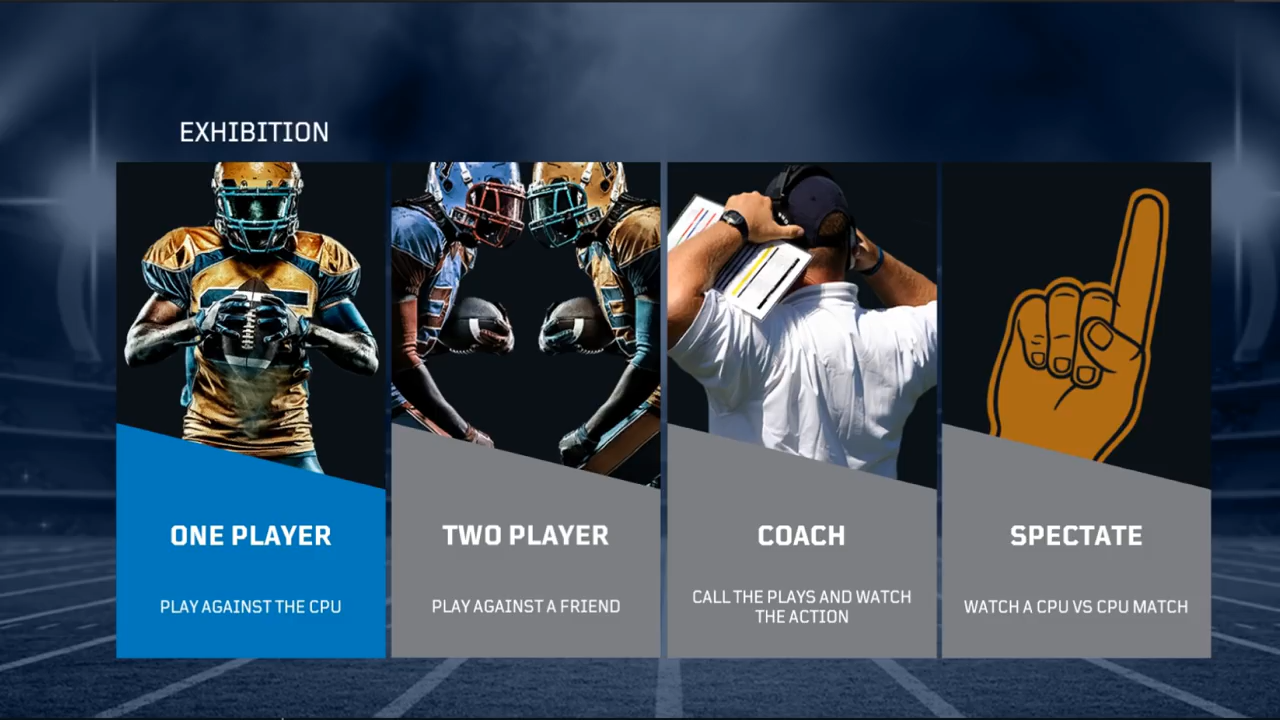 EXHIBITION
ONE PLAYER
PLAY AGAINST THE CPU
TWO PLAYER
PLAY AGAINST A FRIEND
COACH
CALL THE PLAYS AND WATCH
THE ACTION
SPECTATE
WATCH A CPU VS CPU MATCH